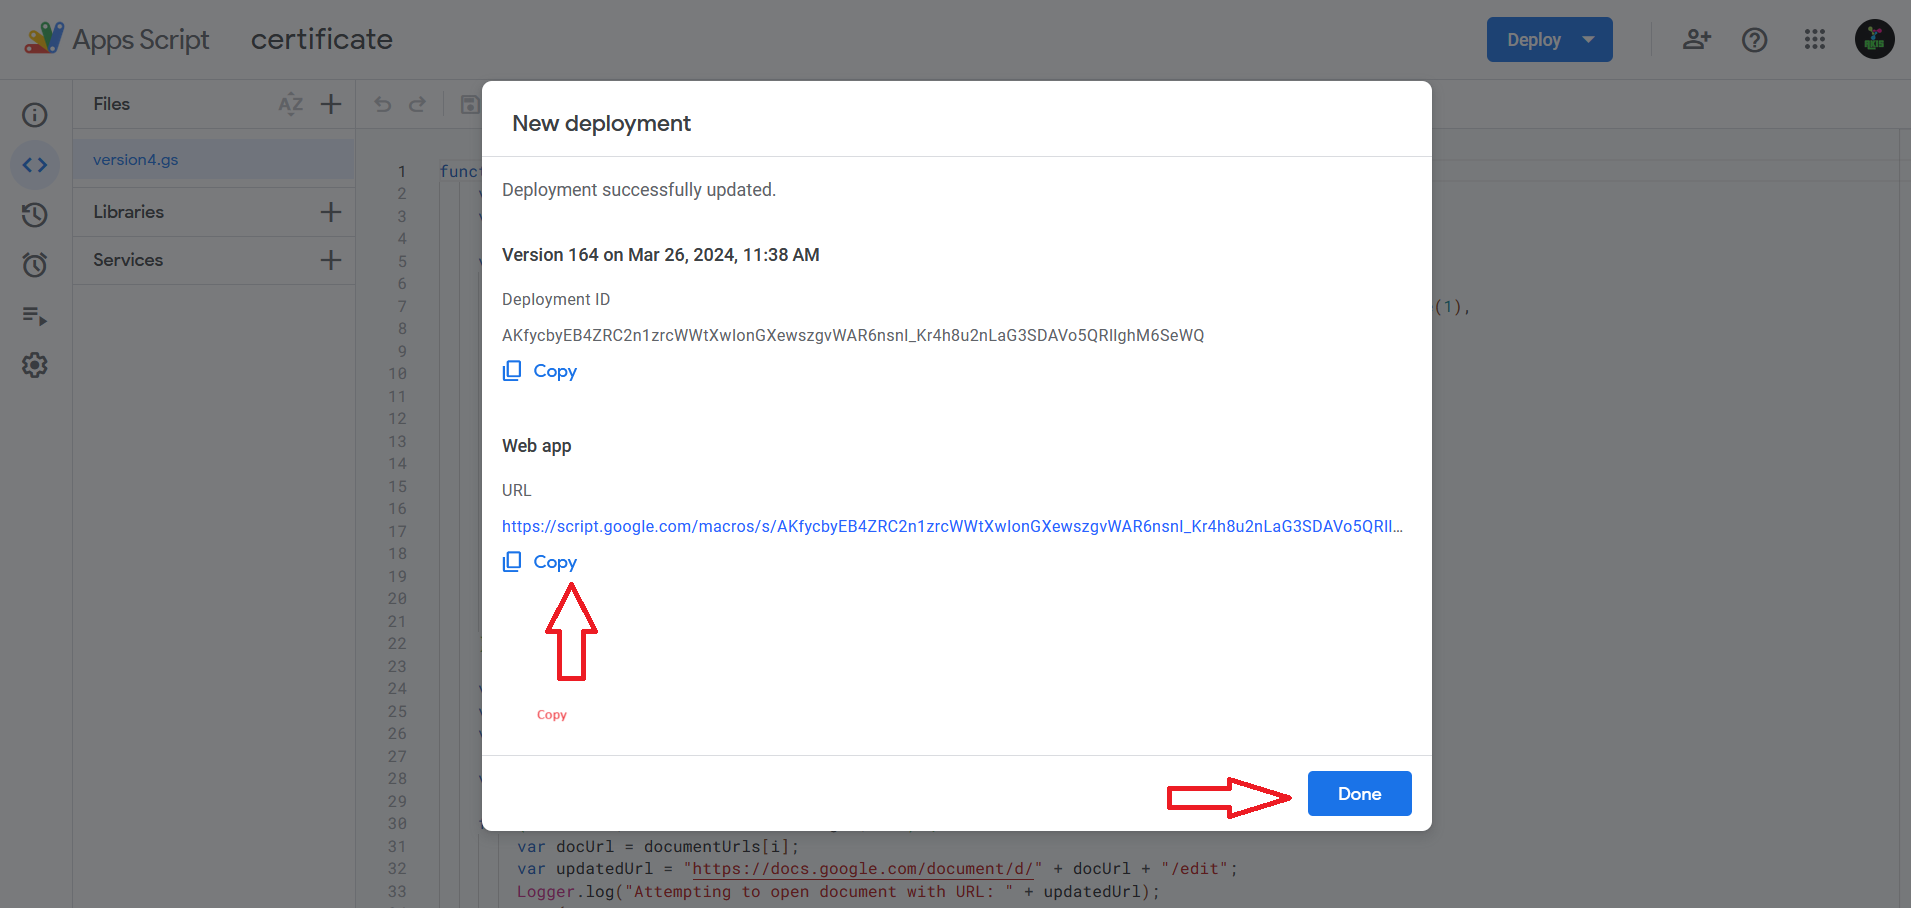 Apps Script certificate Deploy
Files AZ
version4.gs
Libraries
Services
New deployment
Deployment successfully updated.
Version 164 on Mar 26, 2024, 11:38 AM
Deployment ID
AKfycbyEB4ZRC2n1zrcWWtXwIonGXewszgvWAR6nsnI_Kr4h8u2nLaG3SDAVo5QRIIghM6SeWQ
Copy
Web app
URL
https://script.google.com/macros/s/AKfycbyEB4ZRC2n1zrcWWtXwIonGXewszgvWAR6nsnI_Kr4h8u2nLaG3SDAVo5QRII…
Copy
Copy
Done
1 funct
2
3
4
5
6
7 (1),
8
9
10
11
12
13
14
15
16
17
18
19
20
21
22
23
24
25
26
27
28
29
30
31 var docUrl = documentUrls[i];
32 var updatedUrl = "https://docs.google.com/document/d/" + docUrl + "/edit";
33 Logger.log("Attempting to open document with URL: " + updatedUrl);